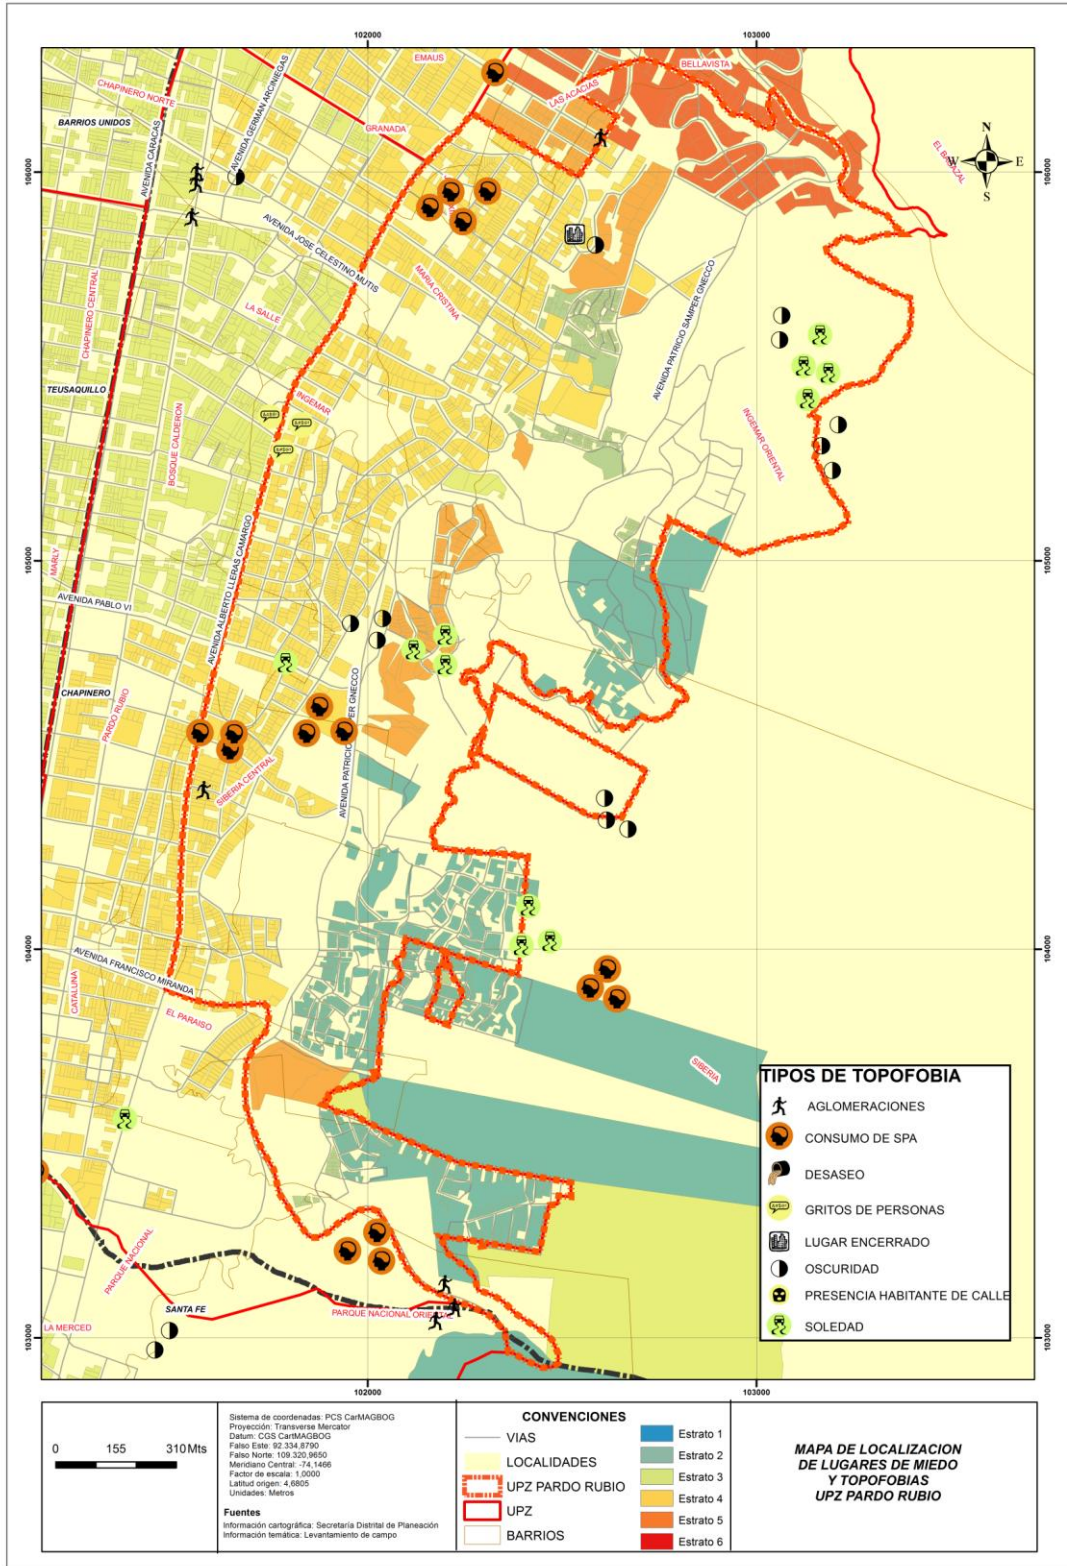 102000
103000
EMAUS
BELLAVISTA
CHAPINERO NORTE
AVENIDA GERMAN ARCINIEGAS
LAS ACACIAS
BARRIOS UNIDOS
GRANADA
AVENIDA CARACAS
N
W
E
S
EL BAGAZAL
106000
106000
AVENIDA JOSE CELESTINO MUTIS
MARIA CRISTINA
CHAPINERO CENTRAL
LA SALLE
AVENIDA PATRICIO SAMPER GNECCO
TEUSAQUILLO
INGEMAR
BOSQUE CALDERON
INGEMAR ORIENTAL
MARLY
105000
105000
AVENIDA PABLO VI
AVENIDA ALBERTO LLERAS CAMARGO
CHAPINERO
PARDO RUBIO
AVENIDA PATRICIO SAMPER GNECCO
SIBERIA CENTRAL
104000
104000
AVENIDA FRANCISCO MIRANDA
CATALUNA
EL PARAISO
SIBERIA
TIPOS DE TOPOFOBIA
AGLOMERACIONES
CONSUMO DE SPA
DESASEO
GRITOS DE PERSONAS
LUGAR ENCERRADO
OSCURIDAD
PRESENCIA HABITANTE DE CALLE
SOLEDAD
PARQUE NACIONAL
SANTA FE
PARQUE NACIONAL ORIENTAL
LA MERCED
103000
103000
102000
103000
0 155 310 Mts
Sistema de coordenadas: PCS CarMAGBOG
Proyección: Transverse Mercator
Datum: CGS CartMAGBOG
Falso Este: 92.334,8790
Falso Norte: 109.320,9650
Meridiano Central: -74,1466
Factor de escala: 1,0000
Latitud origen: 4,6805
Unidades: Metros
Fuentes
Información cartográfica: Secretaría Distrital de Planeación
Información temática: Levantamiento de campo
CONVENCIONES
VIAS
LOCALIDADES
UPZ PARDO RUBIO
UPZ
BARRIOS
Estrato 1
Estrato 2
Estrato 3
Estrato 4
Estrato 5
Estrato 6
MAPA DE LOCALIZACION
DE LUGARES DE MIEDO
Y TOPOFOBIAS
UPZ PARDO RUBIO